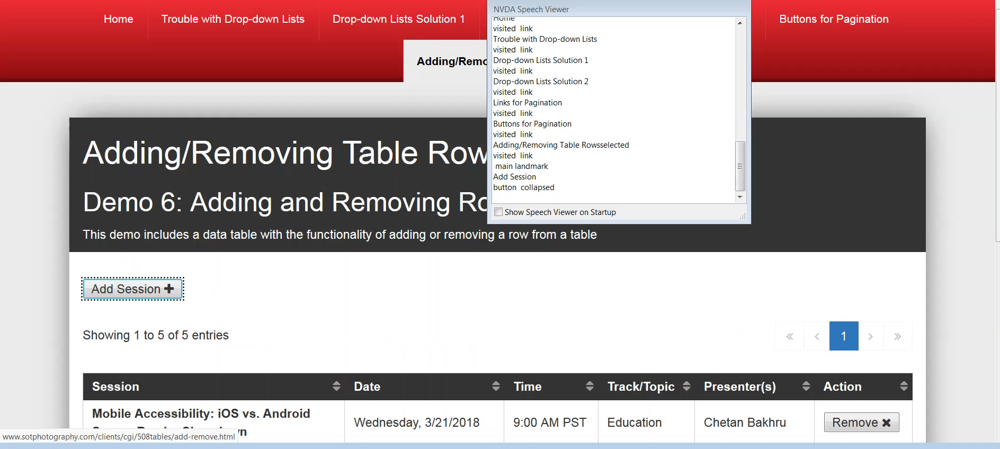 Home
Trouble with Drop-down Lists
Drop-down Lists Solution 1
Buttons for Pagination
Adding/Remo
NVDA Speech Viewer
Home
visited link
Trouble with Drop-down Lists
visited link
Drop-down Lists Solution 1
visited link
Drop-down Lists Solution 2
visited link
Links for Pagination
visited link
Buttons for Pagination
visited link
Adding/Removing Table Rowsselected
visited link
main landmark
Add Session
button collapsed
Show Speech Viewer on Startup
Adding/Removing Table Row
Demo 6: Adding and Removing Ro
This demo includes a data table with the functionality of adding or removing a row from a table
Add Session +
Showing 1 to 5 of 5 entries
« ‹ 1 › »
Session Date Time Track/Topic Presenter(s) Action
Mobile Accessibility: iOS vs. Android
Wednesday, 3/21/2018 9:00 AM PST Education Chetan Bakhru Remove ✖
www.sotphotography.com/clients/cgi/508tables/add-remove.html